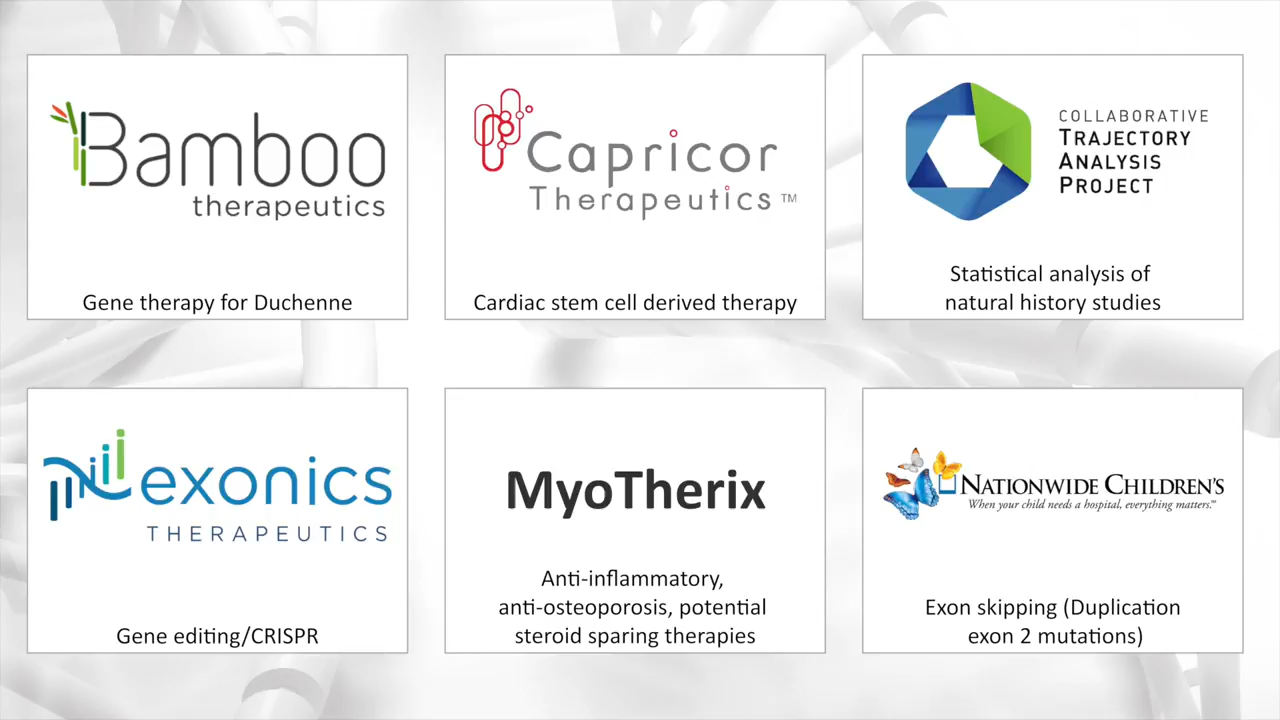 Bamboo
therapeutics
Gene therapy for Duchenne
Capricor
Therapeutics™
Cardiac stem cell derived therapy
COLLABORATIVE
TRAJECTORY
ANALYSIS
PROJECT
Statistical analysis of
natural history studies
exonics
THERAPEUTICS
Gene editing/CRISPR
MyoTherix
Anti-inflammatory,
anti-osteoporosis, potential
steroid sparing therapies
NATIONWIDE CHILDREN'S
When your child needs a hospital, everything matters.℠
Exon skipping (Duplication
exon 2 mutations)